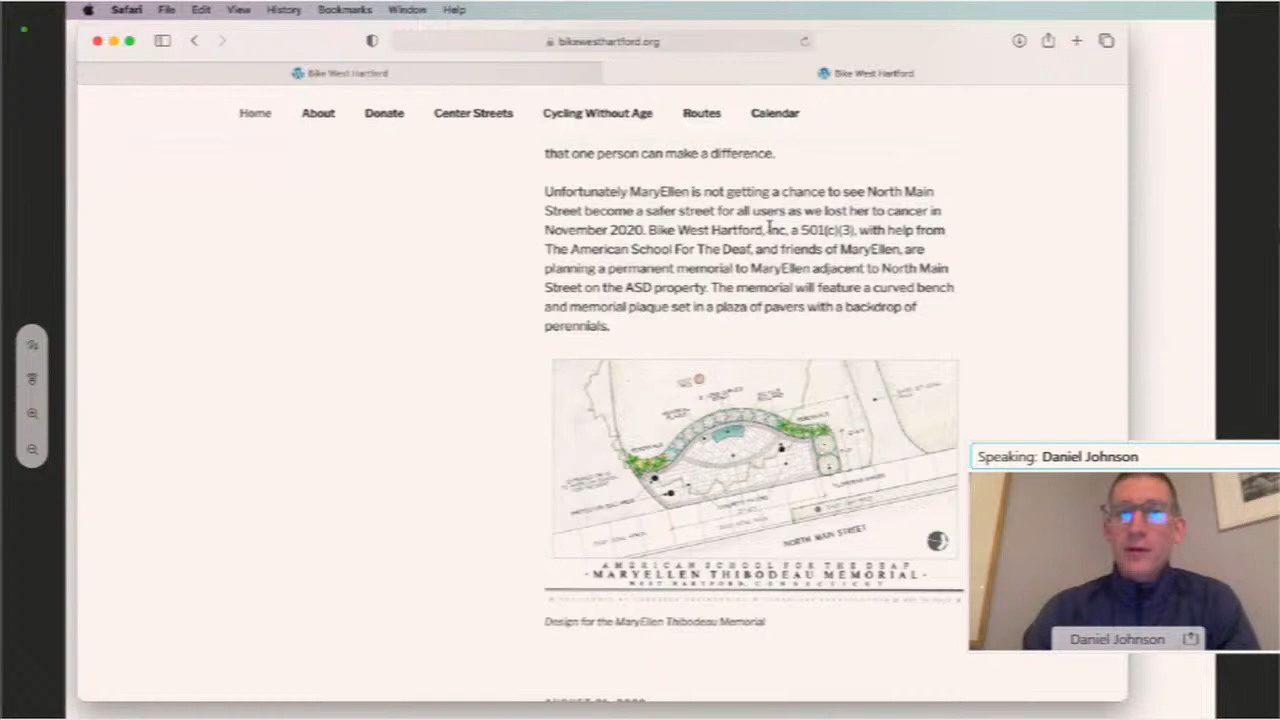 Safari File Edit View History Bookmarks Window Help
bikewesthartford.org
Bike West Hartford
Bike West Hartford
Home About Donate Center Streets Cycling Without Age Routes Calendar
that one person can make a difference.
Unfortunately MaryEllen is not getting a chance to see North Main
Street become a safer street for all users as we lost her to cancer in
November 2020. Bike West Hartford, Inc, a 501(c)(3), with help from
The American School For The Deaf, and friends of MaryEllen, are
planning a permanent memorial to MaryEllen adjacent to North Main
Street on the ASD property. The memorial will feature a curved bench
and memorial plaque set in a plaza of pavers with a backdrop of
perennials.
NORTH MAIN STREET
AMERICAN SCHOOL FOR THE DEAF
·MARYELLEN THIBODEAU MEMORIAL·
WEST HARTFORD, CONNECTICUT
Design for the MaryEllen Thibodeau Memorial
Speaking: Daniel Johnson
Daniel Johnson